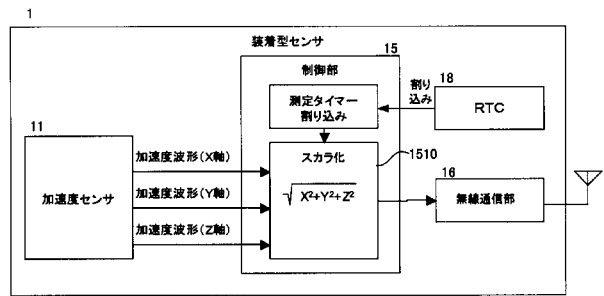 1
装着型センサ
15
制御部
測定タイマー
割り込み
割り
込み
18
RTC
11
加速度センサ
加速度波形(X軸)
加速度波形(Y軸)
加速度波形(Z軸)
スカラ化
√X²+Y²+Z²
1510
16
無線通信部